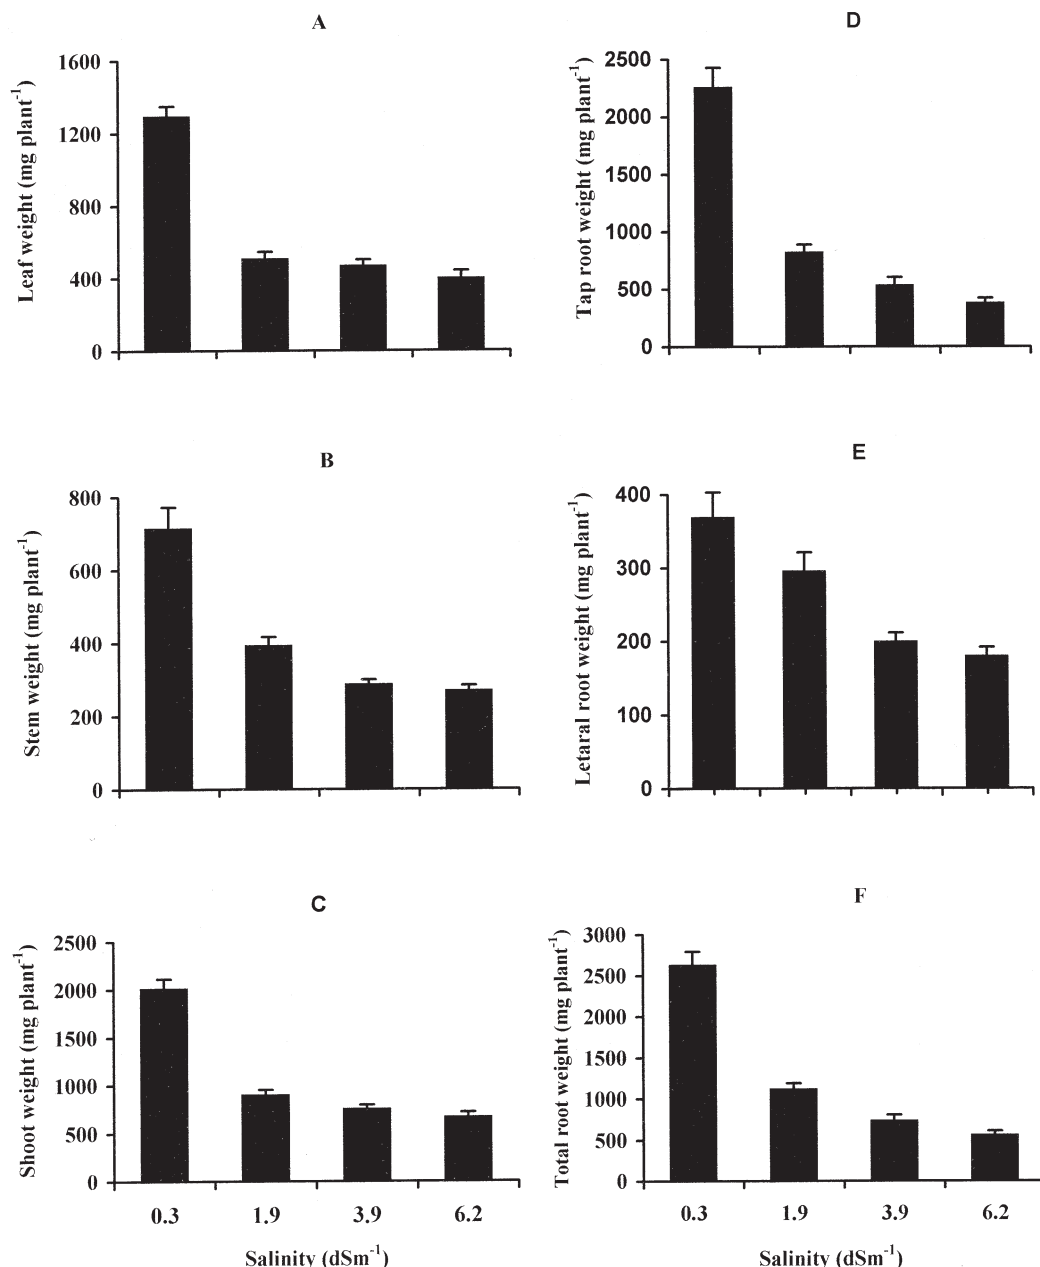 A
Leaf weight (mg plant⁻¹)
1600
1200
800
400
0
B
Stem weight (mg plant⁻¹)
800
600
400
200
0
C
Shoot weight (mg plant⁻¹)
2500
2000
1500
1000
500
0
0.3 1.9 3.9 6.2
Salinity (dSm⁻¹)
D
Tap root weight (mg plant⁻¹)
2500
2000
1500
1000
500
0
E
Letaral root weight (mg plant⁻¹)
400
300
200
100
0
F
Total root weight (mg plant⁻¹)
3000
2500
2000
1500
1000
500
0
0.3 1.9 3.9 6.2
Salinity (dSm⁻¹)